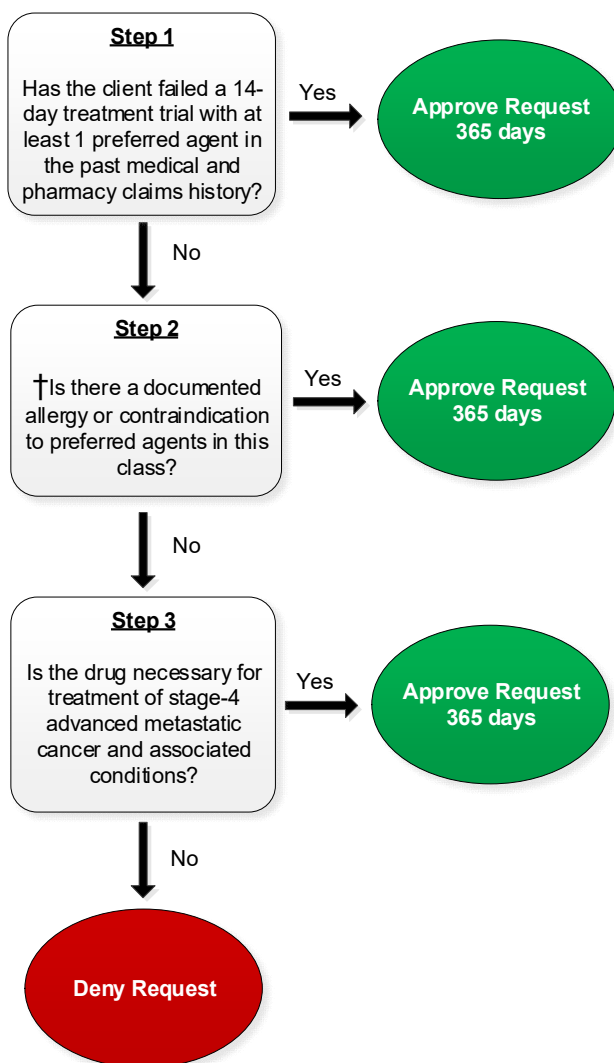 Step 1
Has the client failed a 14-
day treatment trial with at
least 1 preferred agent in
the past medical and
pharmacy claims history?
Yes
Approve Request
365 days
No
Step 2
†Is there a documented
allergy or contraindication
to preferred agents in this
class?
Yes
Approve Request
365 days
No
Step 3
Is the drug necessary for
treatment of stage-4
advanced metastatic
cancer and associated
conditions?
Yes
Approve Request
365 days
No
Deny Request